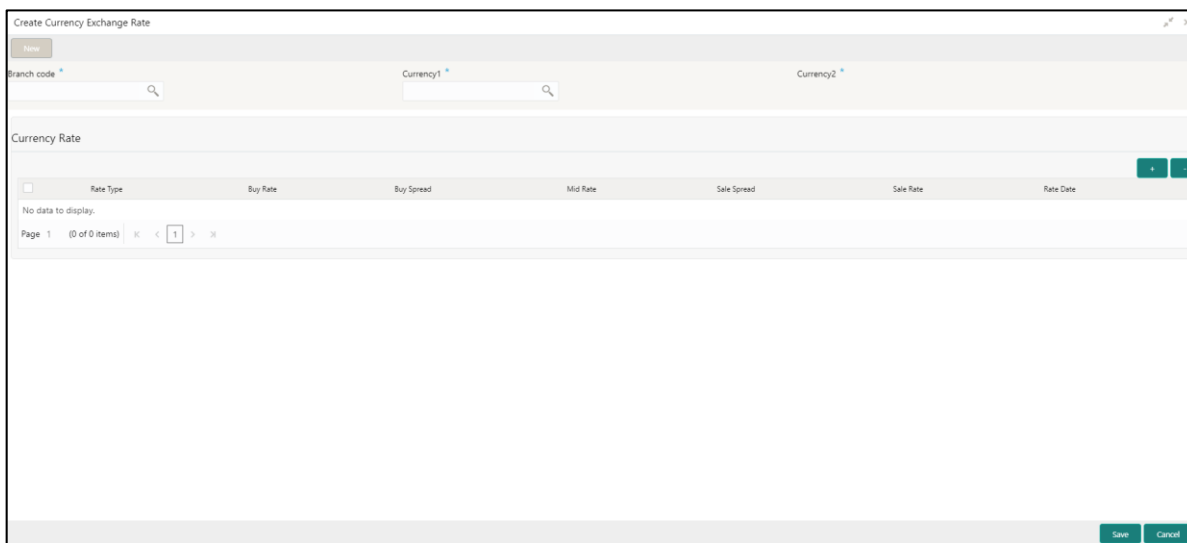 Create Currency Exchange Rate
New
Branch code * Currency1 * Currency2 *
Currency Rate
+ -
Rate Type Buy Rate Buy Spread Mid Rate Sale Spread Sale Rate Rate Date
No data to display.
Page 1 (0 of 0 items) K < 1 > X
Save Cancel